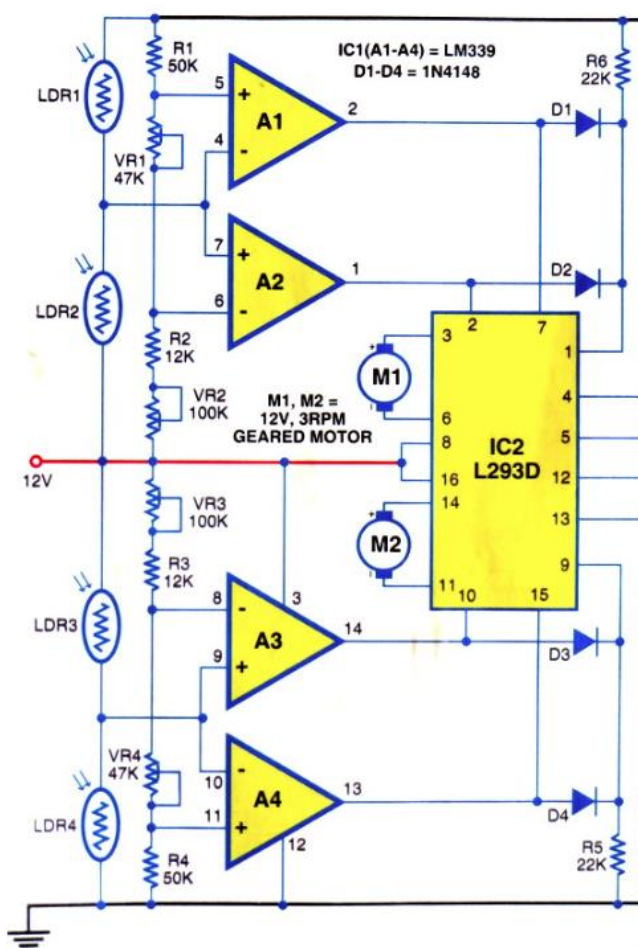 R1
50K
IC1(A1-A4) = LM339
D1-D4 = 1N4148
R6
22K
LDR1
5
+
A1
2
D1
VR1
47K
4
-
7
+
A2
1
D2
LDR2
6
-
R2
12K
2
7
3
1
M1
+
-
VR2
100K
M1, M2 =
12V, 3RPM
GEARED MOTOR
6
8
IC2
L293D
4
5
12V
16
12
VR3
100K
14
13
M2
+
-
9
R3
12K
11
10
15
8
-
3
A3
14
D3
LDR3
9
+
VR4
47K
10
-
A4
13
D4
LDR4
11
+
12
R4
50K
R5
22K